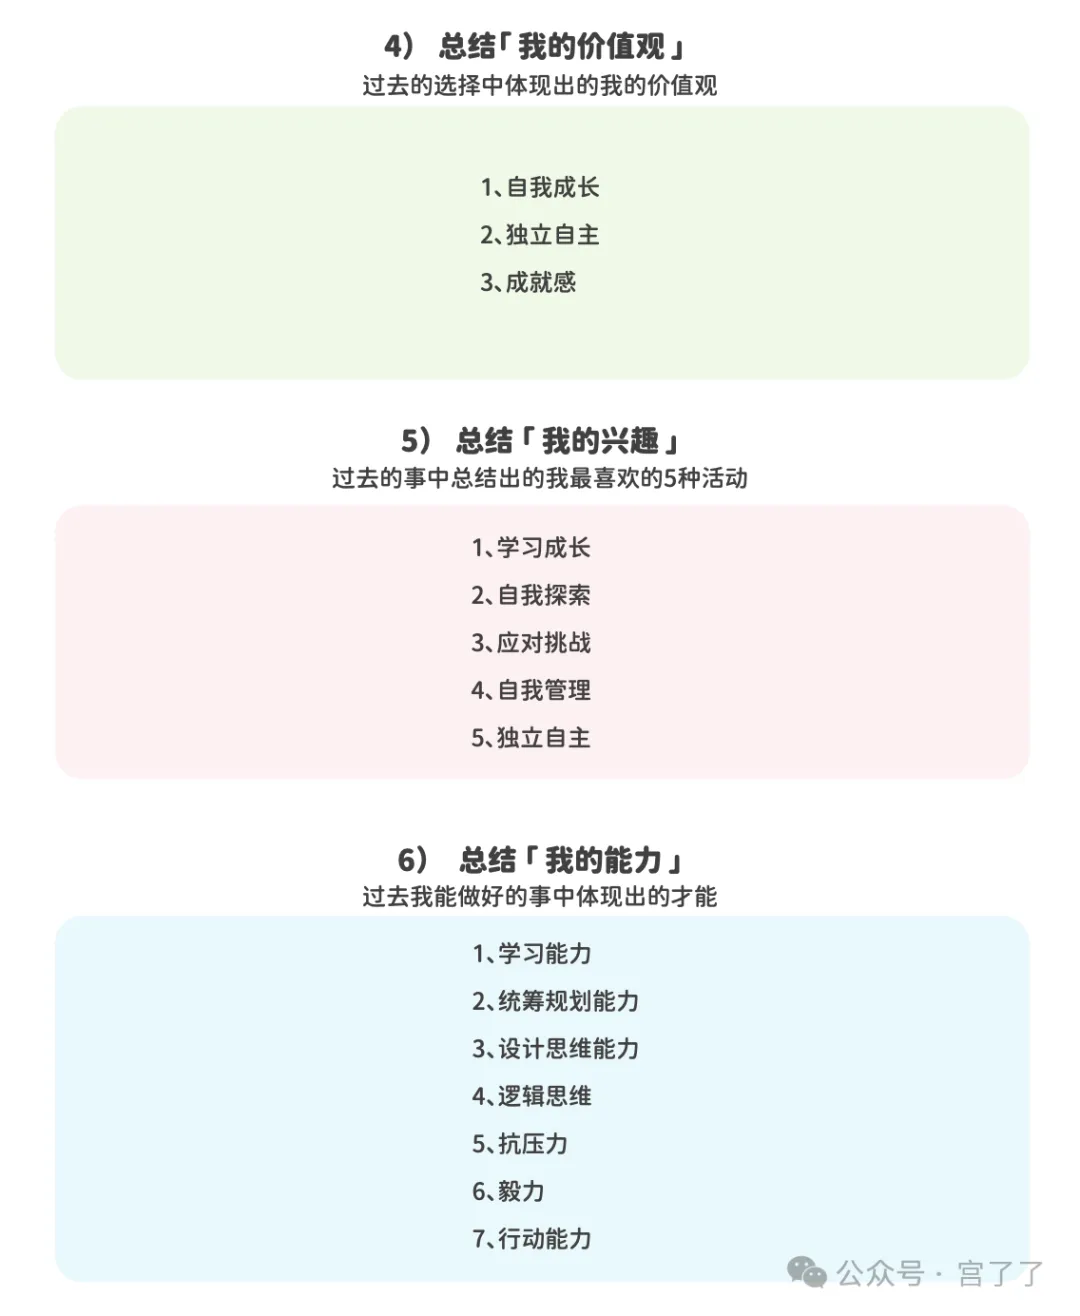 4） 总结「我的价值观」
过去的选择中体现出的我的价值观
1、自我成长
2、独立自主
3、成就感
5） 总结「我的兴趣」
过去的事中总结出的我最喜欢的5种活动
1、学习成长
2、自我探索
3、应对挑战
4、自我管理
5、独立自主
6） 总结「我的能力」
过去我能做好的事中体现出的才能
1、学习能力
2、统筹规划能力
3、设计思维能力
4、逻辑思维
5、抗压力
6、毅力
7、行动能力
公众号 · 宫了了